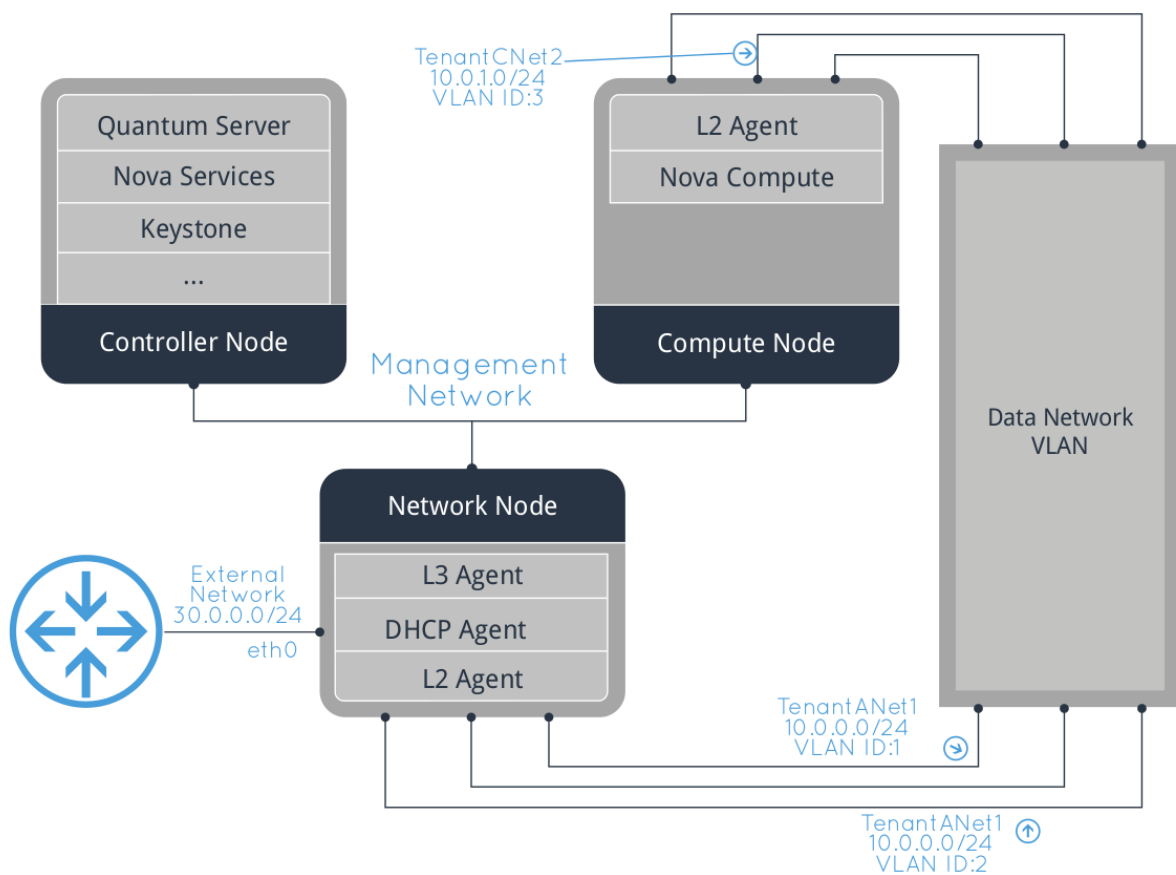 TenantCNet2
10.0.1.0/24
VLAN ID:3
Quantum Server
Nova Services
Keystone
...
Controller Node
L2 Agent
Nova Compute
Compute Node
Management
Network
Data Network
VLAN
Network Node
L3 Agent
DHCP Agent
L2 Agent
External
Network
30.0.0.0/24
eth0
TenantANet1
10.0.0.0/24
VLAN ID:1
TenantANet1
10.0.0.0/24
VLAN ID:2